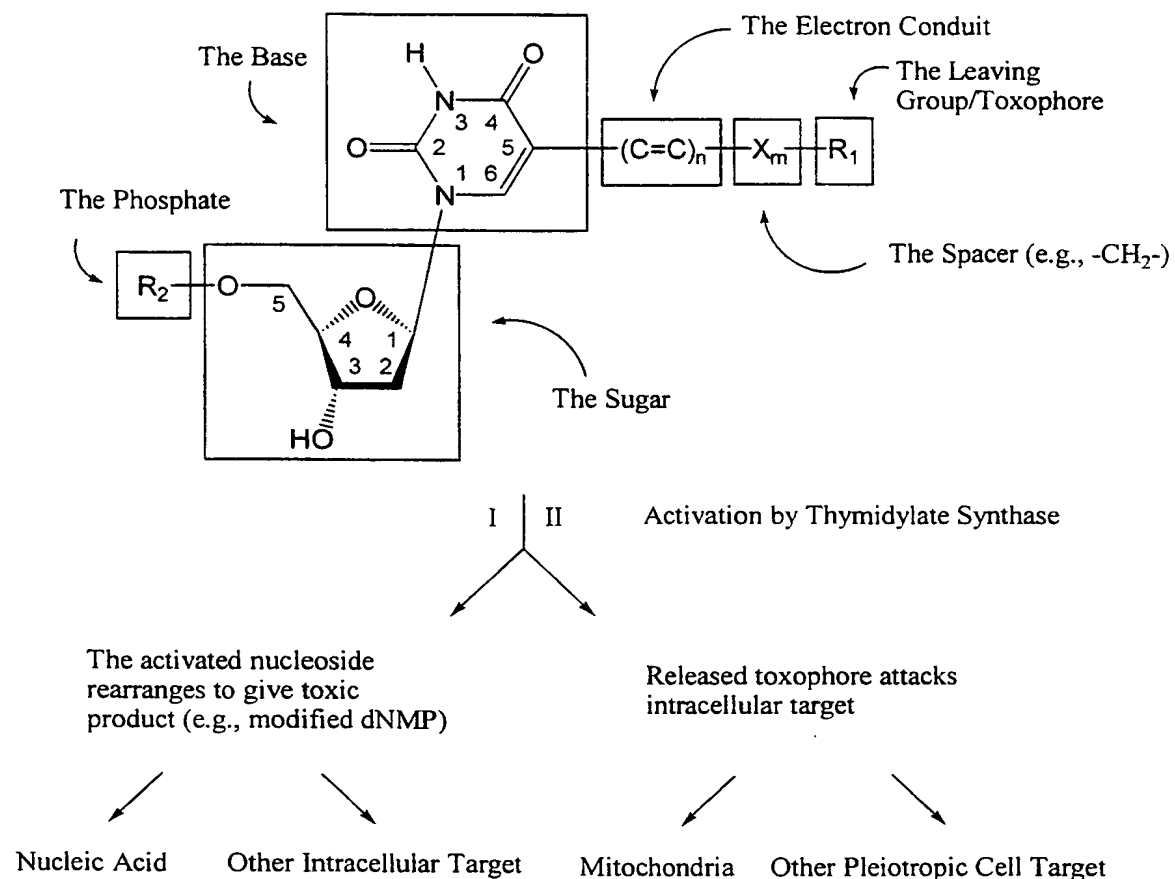 The Electron Conduit
The Base
The Leaving
Group/Toxophore
H
O
N
3
4
O
2
5
(C=C)n
Xm
R1
1
6
N
The Phosphate
The Spacer (e.g., -CH2-)
R2
O
5
O
4
1
3
2
HO
The Sugar
I
II
Activation by Thymidylate Synthase
The activated nucleoside
rearranges to give toxic
product (e.g., modified dNMP)
Released toxophore attacks
intracellular target
Nucleic Acid
Other Intracellular Target
Mitochondria
Other Pleiotropic Cell Target